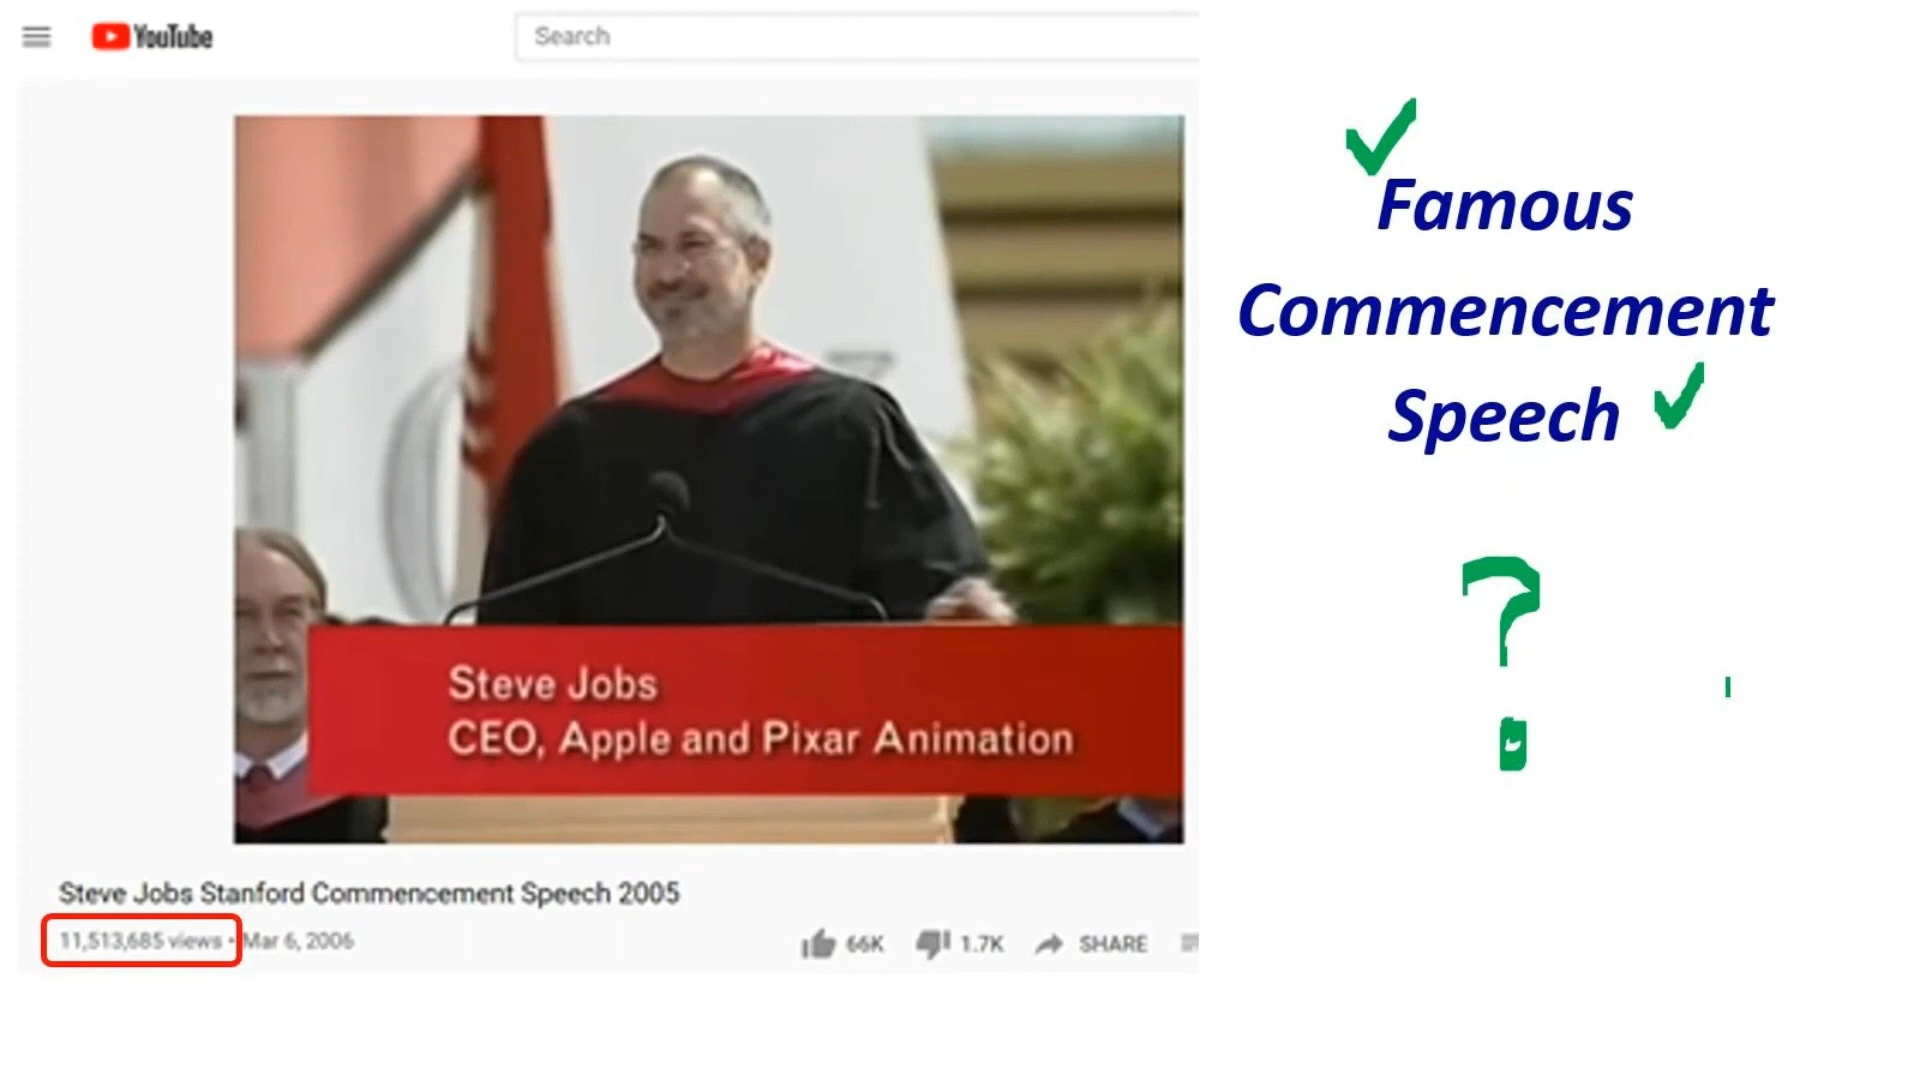 YouTube
Search
Famous
Commencement
Speech
?
Steve Jobs
CEO, Apple and Pixar Animation
Steve Jobs Stanford Commencement Speech 2005
11,513,685 views • Mar 6, 2006
66K
1.7K
SHARE